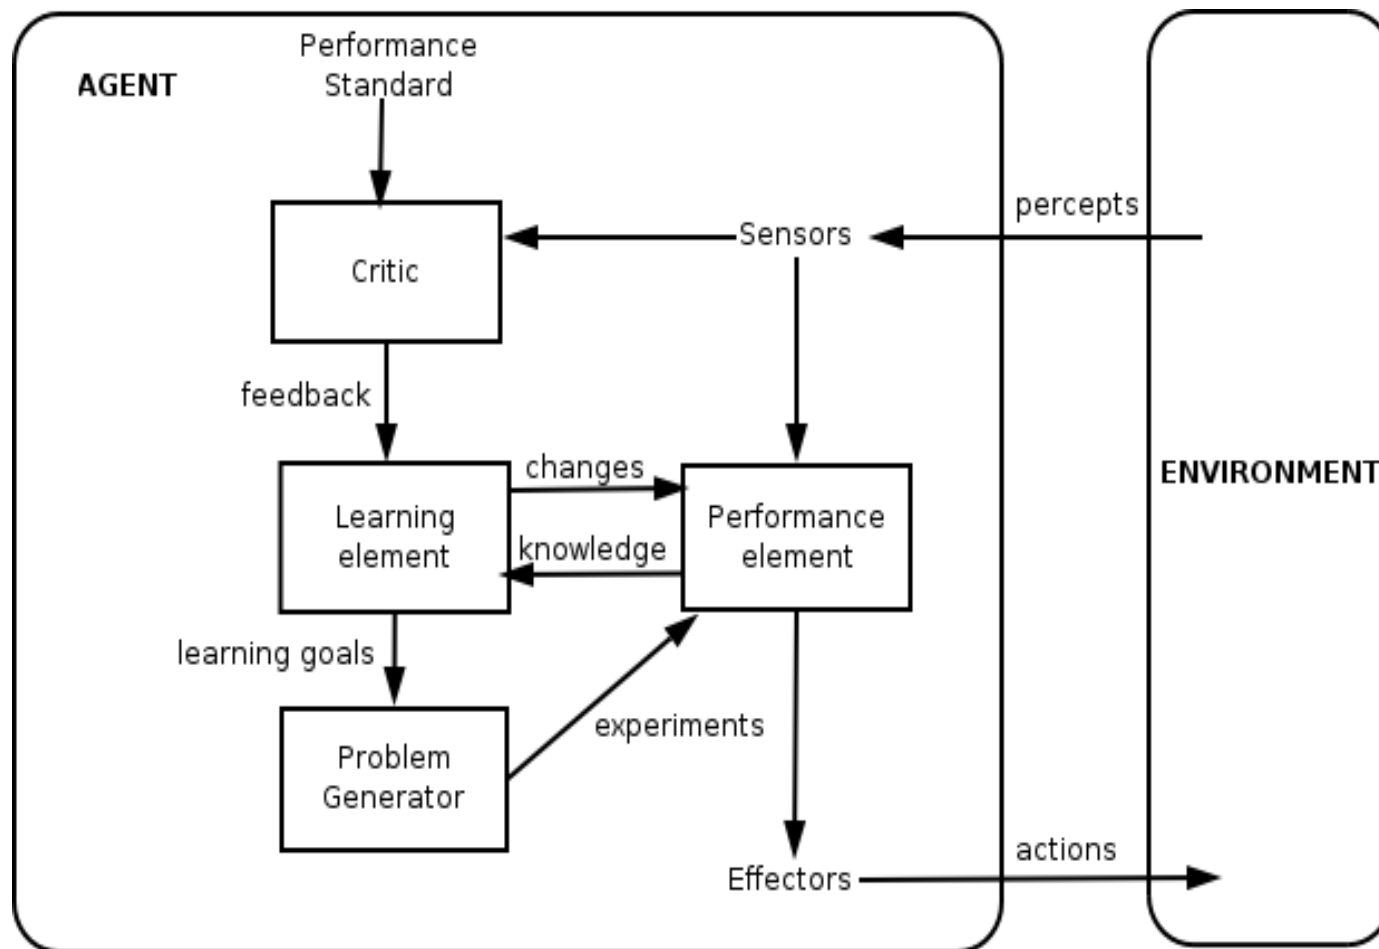 Performance
Standard
AGENT
percepts
Sensors
Critic
feedback
changes
ENVIRONMENT
Learning
element
Performance
element
knowledge
learning goals
experiments
Problem
Generator
actions
Effectors